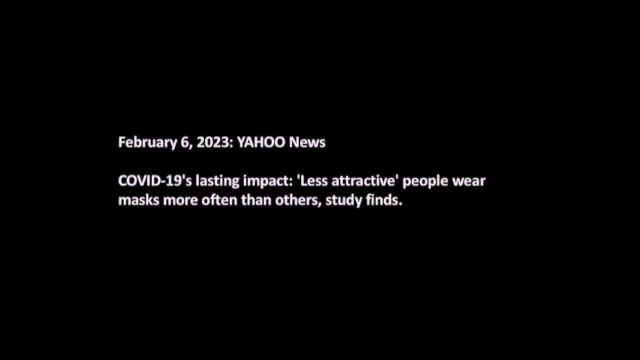 February 6, 2023: YAHOO News
COVID-19's lasting impact: 'Less attractive' people wear
masks more often than others, study finds.